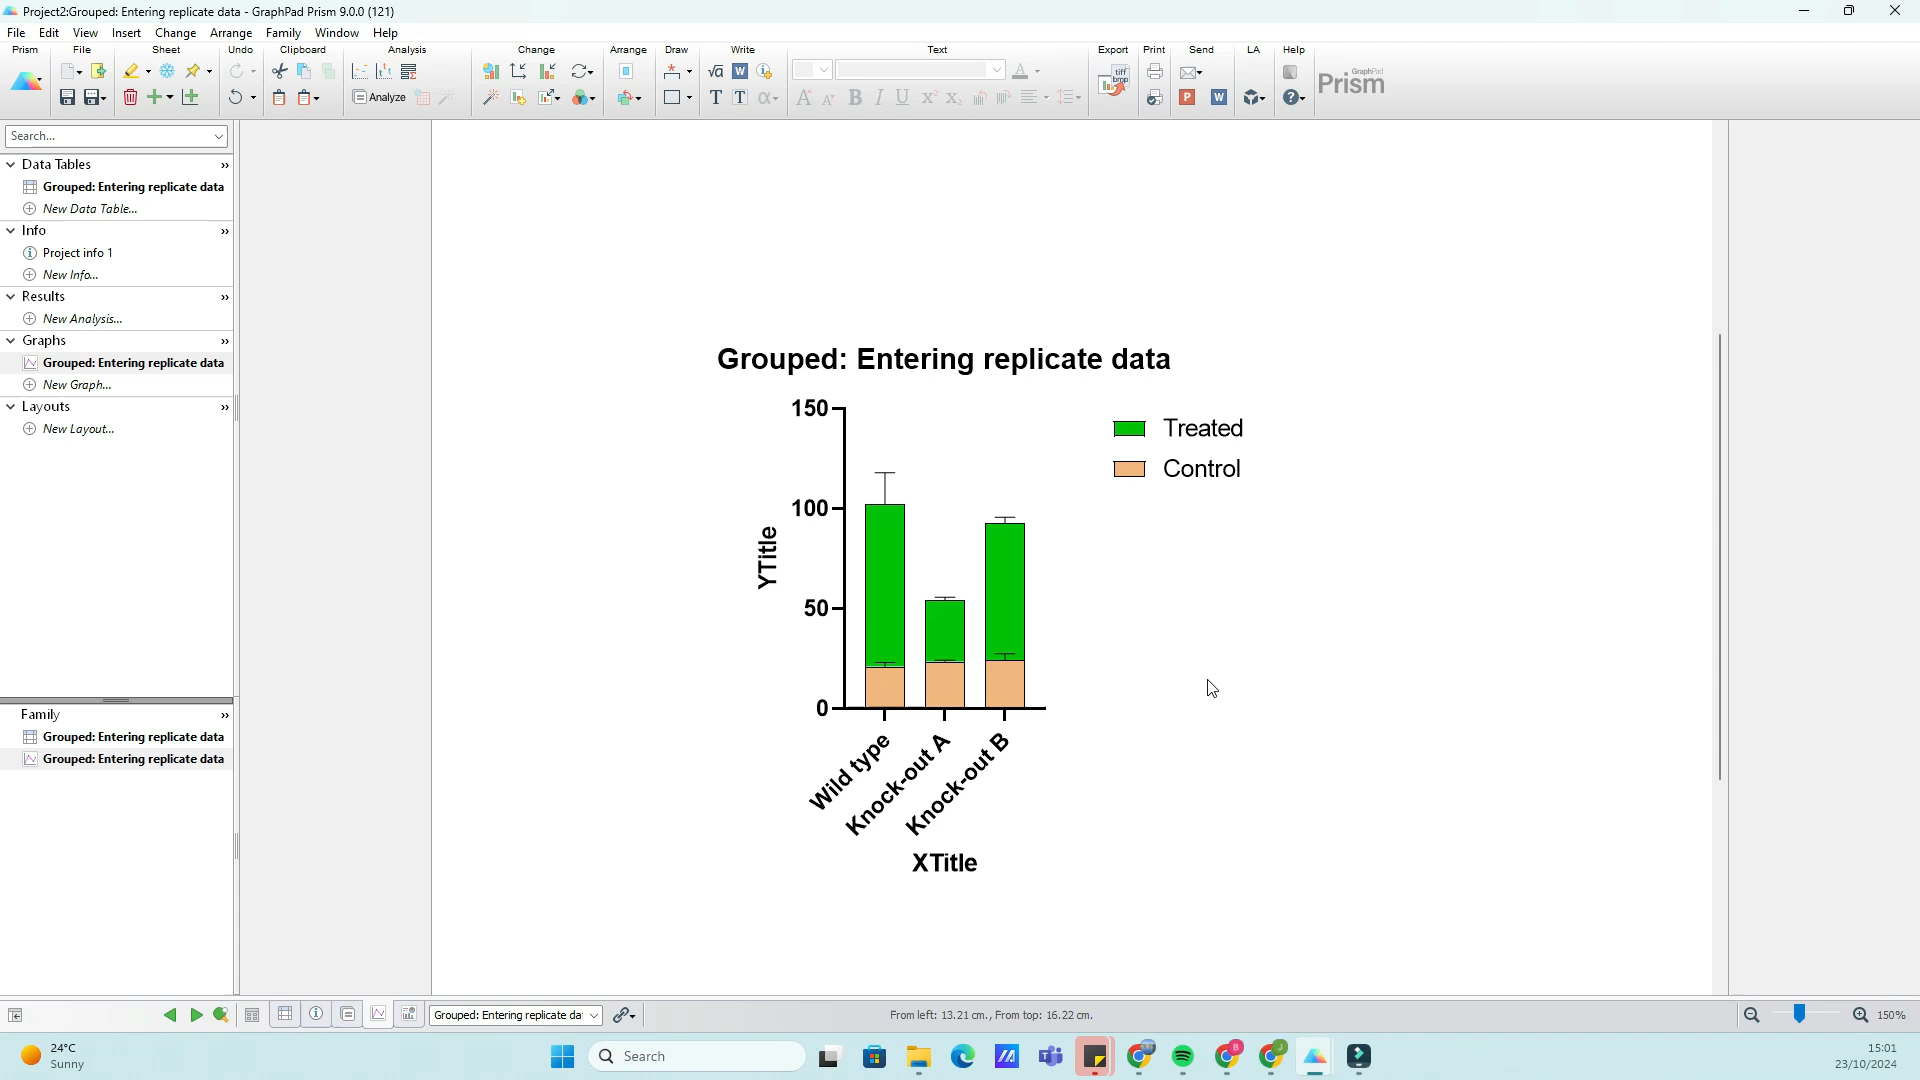 Project2:Grouped: Entering replicate data - GraphPad Prism 9.0.0 (121)
File Edit View Insert Change Arrange Family Window Help
Prism File Sheet Undo Clipboard Analysis Change Arrange Draw Write Text Export Print Send LA Help
Analyze
GraphPad
Prism
Search...
Data Tables
Grouped: Entering replicate data
New Data Table...
Info
Project info 1
New Info...
Results
New Analysis...
Graphs
Grouped: Entering replicate data
New Graph...
Layouts
New Layout...
Family
Grouped: Entering replicate data
Grouped: Entering replicate data
Grouped: Entering replicate data
150
100
50
0
YTitle
Treated
Control
Wild type
Knock-out A
Knock-out B
XTitle
Grouped: Entering replicate dat
From left: 13.21 cm., From top: 16.22 cm.
150%
24°C
Sunny
Search
15:01
23/10/2024